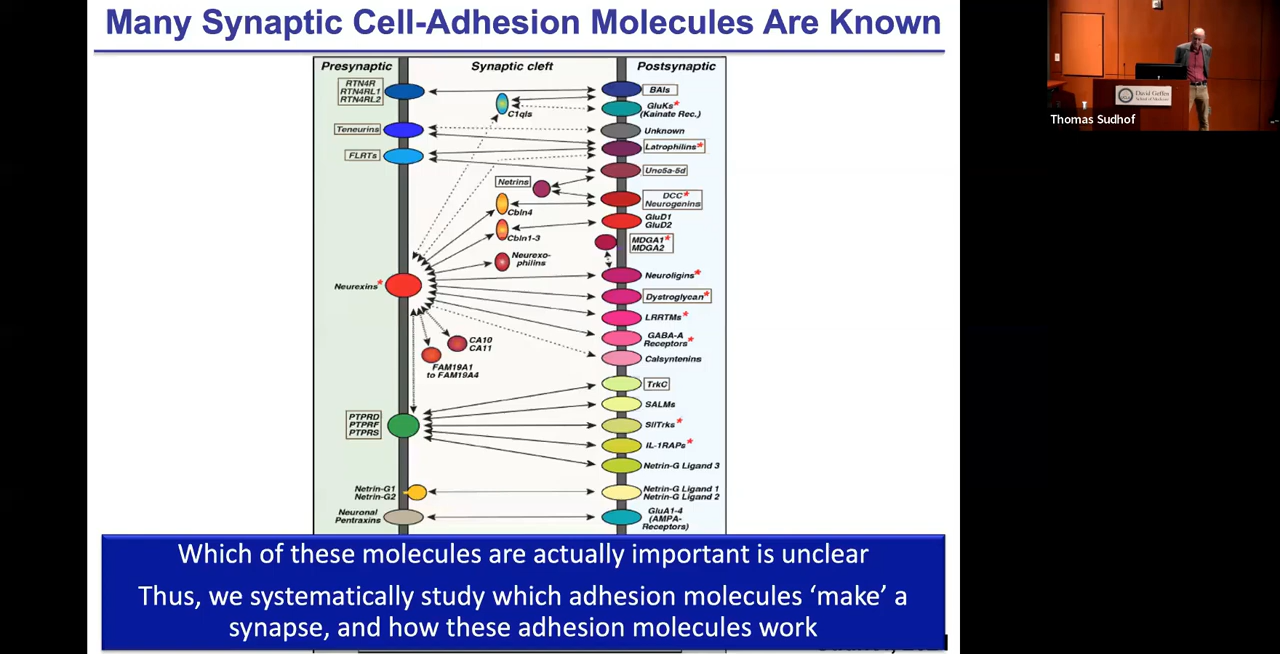 Many Synaptic Cell-Adhesion Molecules Are Known
Thomas Sudhof
David Geffen
School of Medicine
Presynaptic
Synaptic cleft
Postsynaptic
RTN4R
RTN4RL1
RTN4RL2
Teneurins
FLRTs
Neurexins*
PTPRD
PTPRF
PTPRS
Netrin-G1
Netrin-G2
Neuronal
Pentraxins
C1qls
Netrins
Cbln4
Cbln1-3
Neurexo-
philins
CA10
CA11
FAM19A1
to FAM19A4
BAIs
GluKs*
(Kainate Rec.)
Unknown
Latrophilins*
Unc5a-5d
DCC*
Neurogenins
GluD1
GluD2
MDGA1*
MDGA2
Neuroligins*
Dystroglycan*
LRRTMs*
GABA-A
Receptors*
Calsyntenins
TrkC
SALMs
SliTrks*
IL-1RAPs*
Netrin-G Ligand 3
Netrin-G Ligand 1
Netrin-G Ligand 2
GluA1-4
(AMPA-
Receptors)
Which of these molecules are actually important is unclear
Thus, we systematically study which adhesion molecules ‘make’ a
synapse, and how these adhesion molecules work